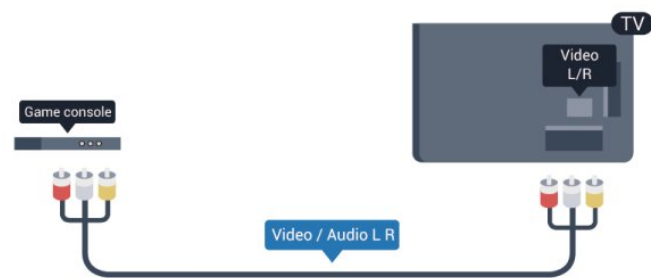 TV
Video
L/R
Game console
Video / Audio L R